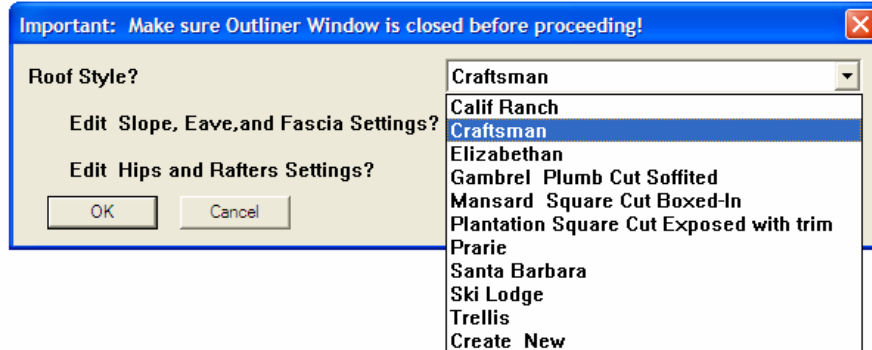 Important: Make sure Outliner Window is closed before proceeding!
Roof Style?
Craftsman
Edit Slope, Eave,and Fascia Settings?
Edit Hips and Rafters Settings?
OK
Cancel
Calif Ranch
Craftsman
Elizabethan
Gambrel Plumb Cut Soffited
Mansard Square Cut Boxed-In
Plantation Square Cut Exposed with trim
Prarie
Santa Barbara
Ski Lodge
Trellis
Create New